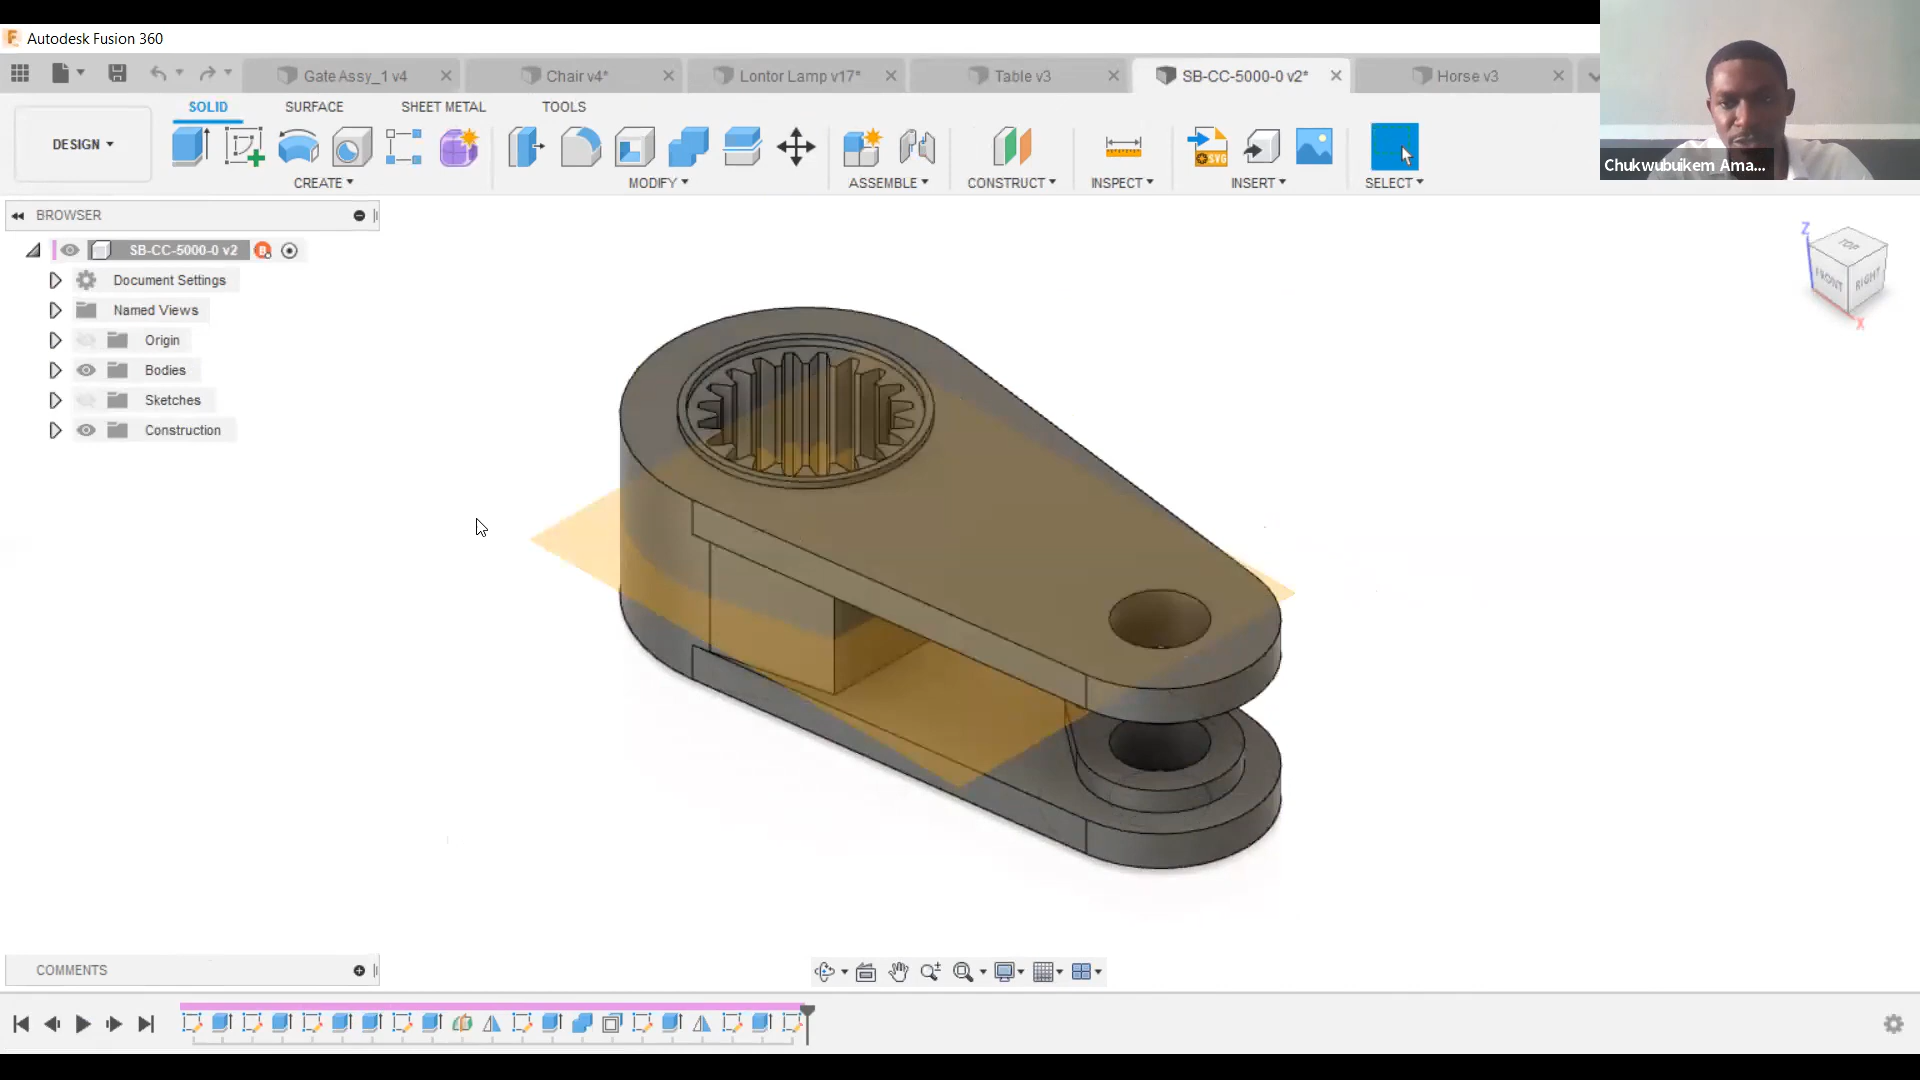 Autodesk Fusion 360
Gate Assy_1 v4
Chair v4*
Lontor Lamp v17*
Table v3
SB-CC-5000-0 v2*
Horse v3
SOLID
SURFACE
SHEET METAL
TOOLS
DESIGN
CREATE
MODIFY
ASSEMBLE
CONSTRUCT
INSPECT
SVG
INSERT
SELECT
Chukwubuikem Ama...
BROWSER
SB-CC-5000-0 v2
Document Settings
Named Views
Origin
Bodies
Sketches
Construction
Z
TOP
FRONT
RIGHT
X
COMMENTS